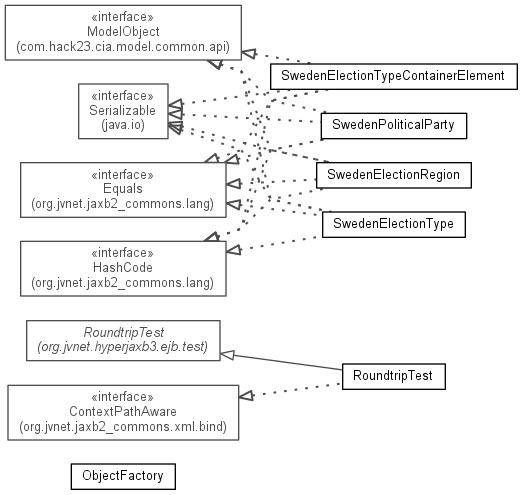 «interface»
ModelObject
(com.hack23.cia.model.common.api)
SwedenElectionTypeContainerElement
«interface»
Serializable
(java.io)
SwedenPoliticalParty
«interface»
Equals
(org.jvnet.jaxb2_commons.lang)
SwedenElectionRegion
SwedenElectionType
«interface»
HashCode
(org.jvnet.jaxb2_commons.lang)
RoundtripTest
(org.jvnet.hyperjaxb3.ejb.test)
RoundtripTest
«interface»
ContextPathAware
(org.jvnet.jaxb2_commons.xml.bind)
ObjectFactory